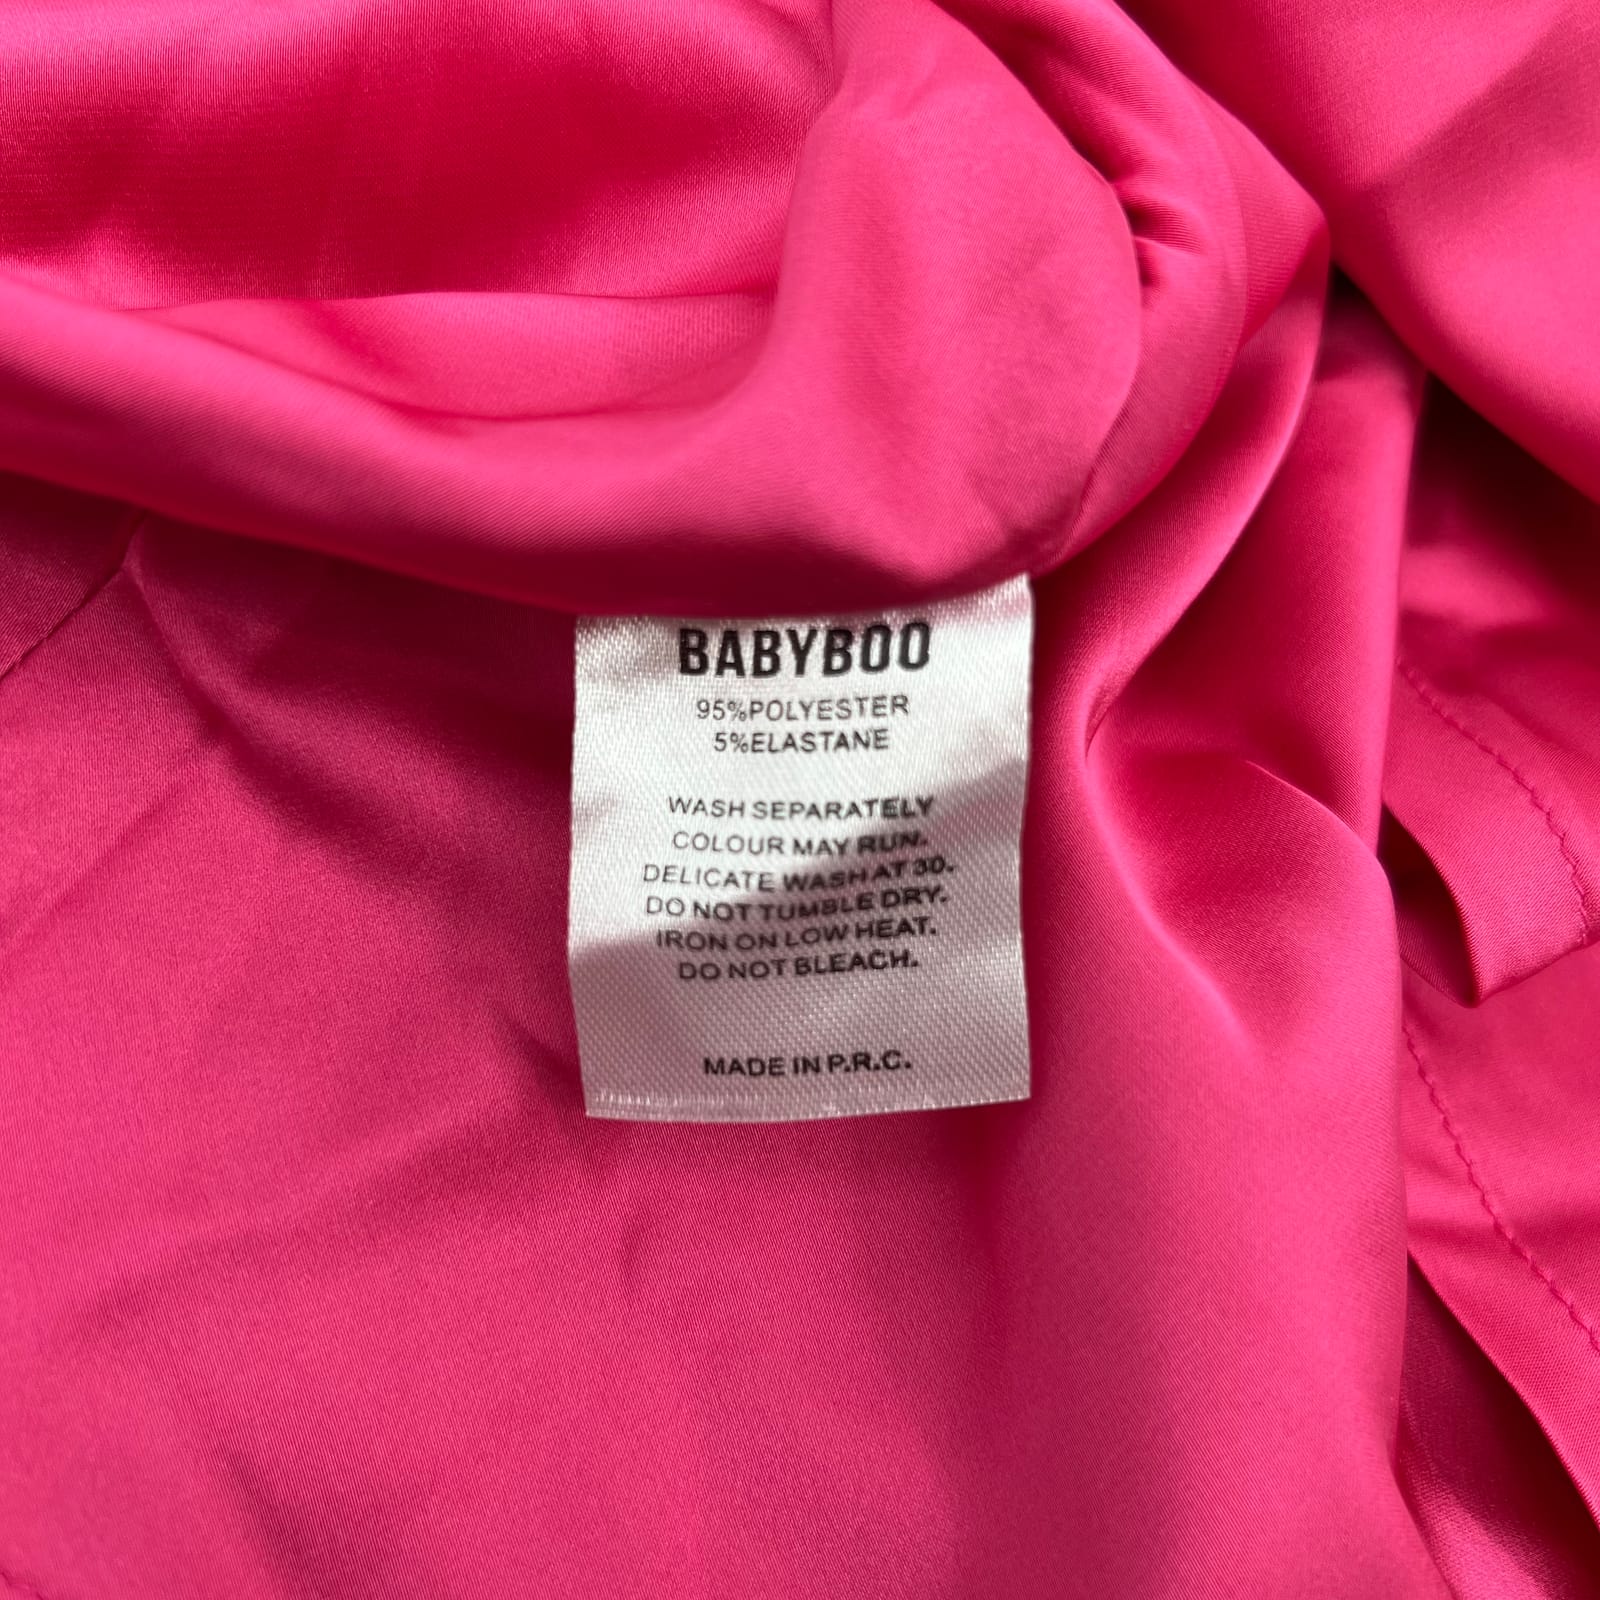 BABYBOO
95%POLYESTER
5%ELASTANE
WASH SEPARATELY
COLOUR MAY RUN.
DELICATE WASH AT 30.
DO NOT TUMBLE DRY.
IRON ON LOW HEAT.
DO NOT BLEACH.
MADE IN P.R.C.